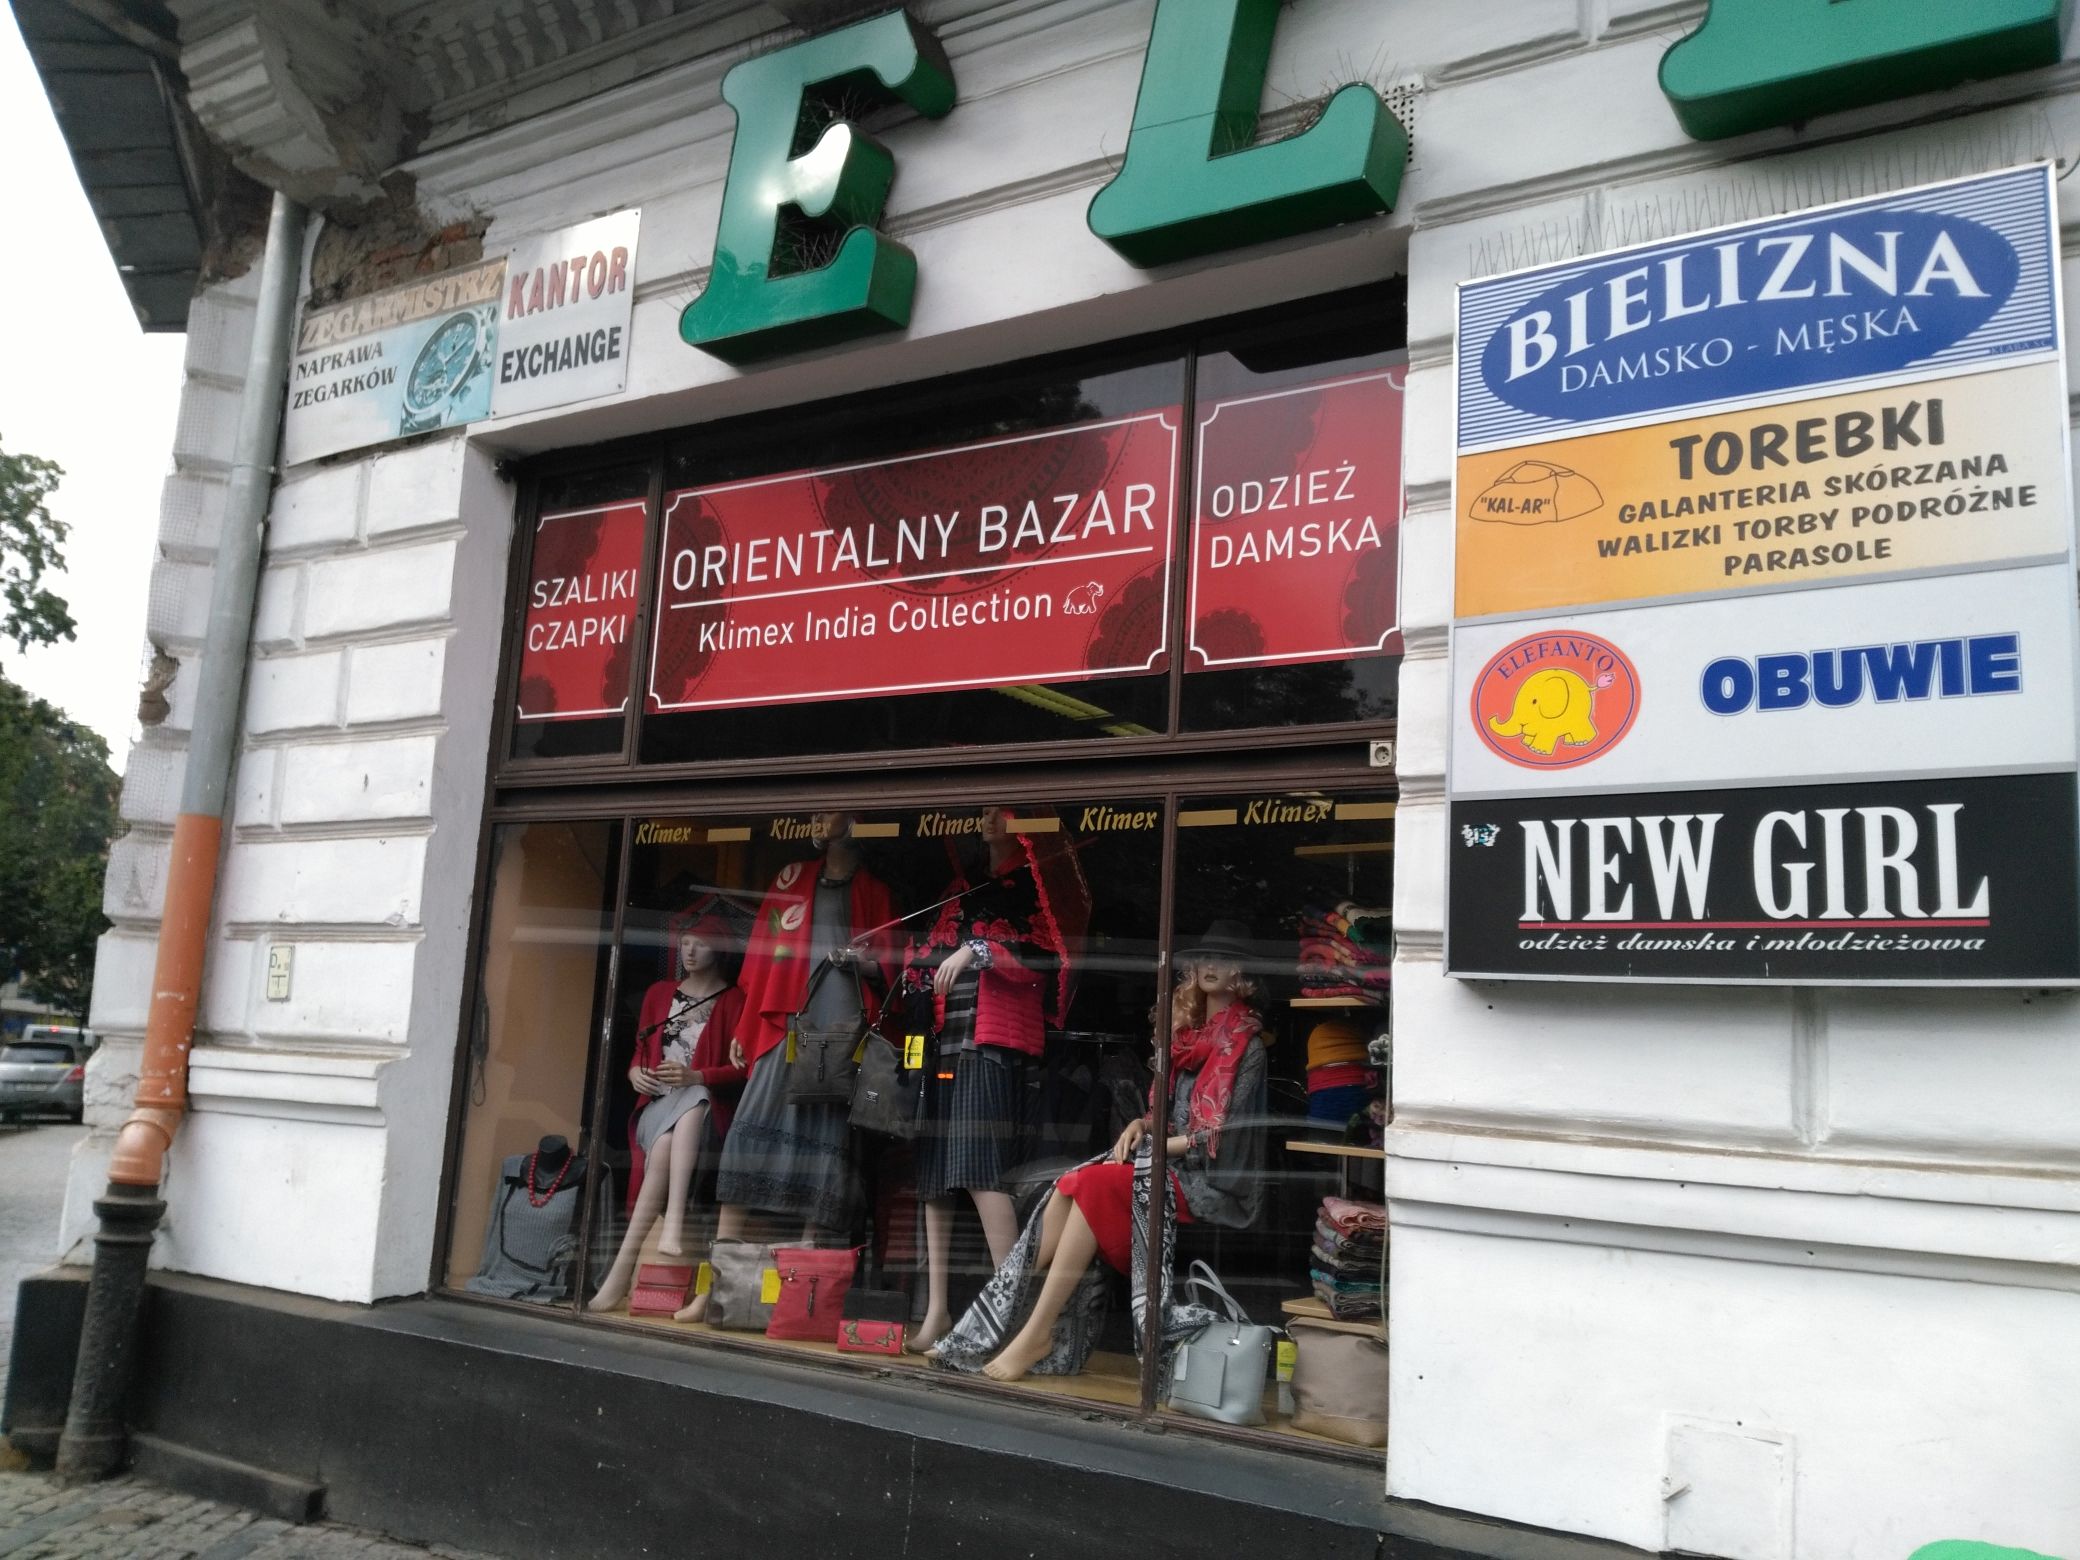 E L E
ZEGARMISTRZ
NAPRAWA
ZEGARKÓW
KANTOR
EXCHANGE
SZALIKI
CZAPKI
ORIENTALNY BAZAR
Klimex India Collection
ODZIEŻ
DAMSKA
Klimex Klimex Klimex Klimex Klimex
BIELIZNA
DAMSKO - MĘSKA
"KAL-AR"
TOREBKI
GALANTERIA SKÓRZANA
WALIZKI TORBY PODRÓŻNE
PARASOLE
ELEFANTO
OBUWIE
NEW GIRL
odzież damska i młodzieżowa